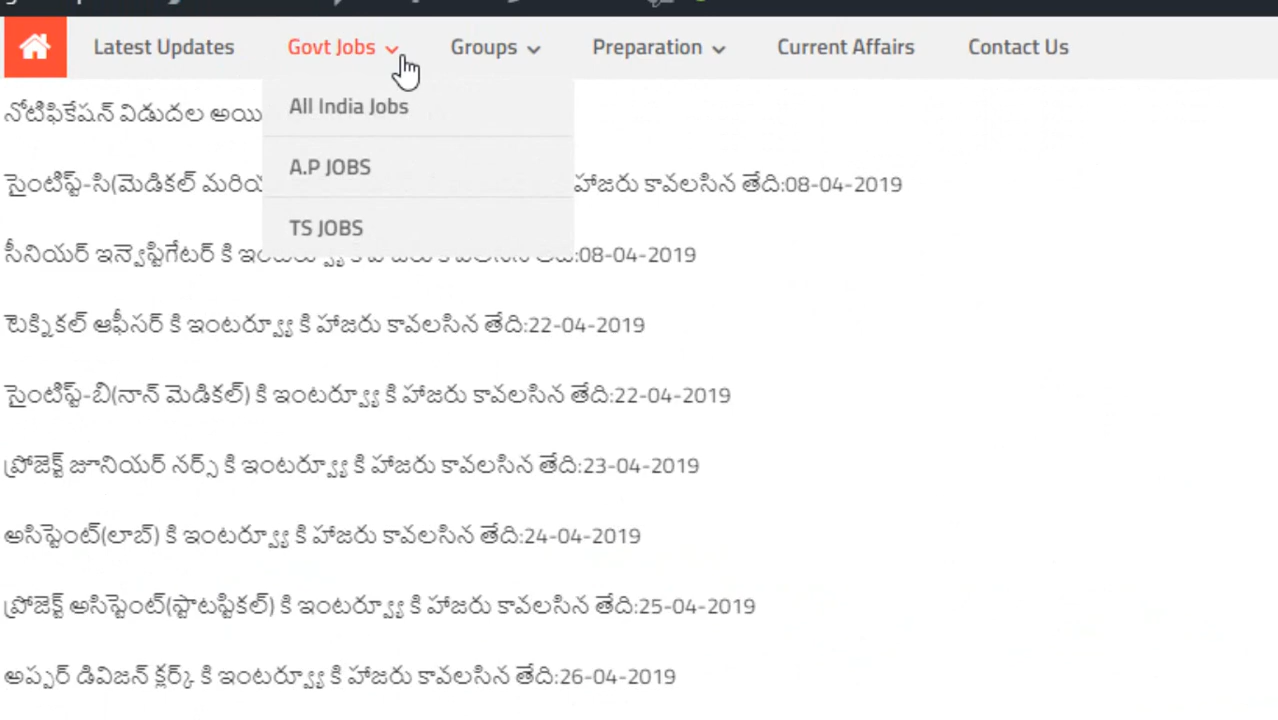 Latest Updates Govt Jobs Groups Preparation Current Affairs Contact Us
All India Jobs
A.P JOBS
TS JOBS
నోటిఫికేషన్ విడుదల అయి
సైంటిస్ట్-సి(మెడికల్ మరియ హాజరు కావలసిన తేది:08-04-2019
సీనియర్ ఇన్వెస్టిగేటర్ కి :08-04-2019
టెక్నికల్ ఆఫీసర్ కి ఇంటర్వ్యూ కి హాజరు కావలసిన తేది:22-04-2019
సైంటిస్ట్-బి(నాన్ మెడికల్) కి ఇంటర్వ్యూ కి హాజరు కావలసిన తేది:22-04-2019
ప్రోజెక్ట్ జూనియర్ నర్స్ కి ఇంటర్వ్యూ కి హాజరు కావలసిన తేది:23-04-2019
అసిస్టెంట్(లాబ్) కి ఇంటర్వ్యూ కి హాజరు కావలసిన తేది:24-04-2019
ప్రోజెక్ట్ అసిస్టెంట్(స్టాటస్టికల్) కి ఇంటర్వ్యూ కి హాజరు కావలసిన తేది:25-04-2019
అప్పర్ డివిజన్ క్లర్క్ కి ఇంటర్వ్యూ కి హాజరు కావలసిన తేది:26-04-2019